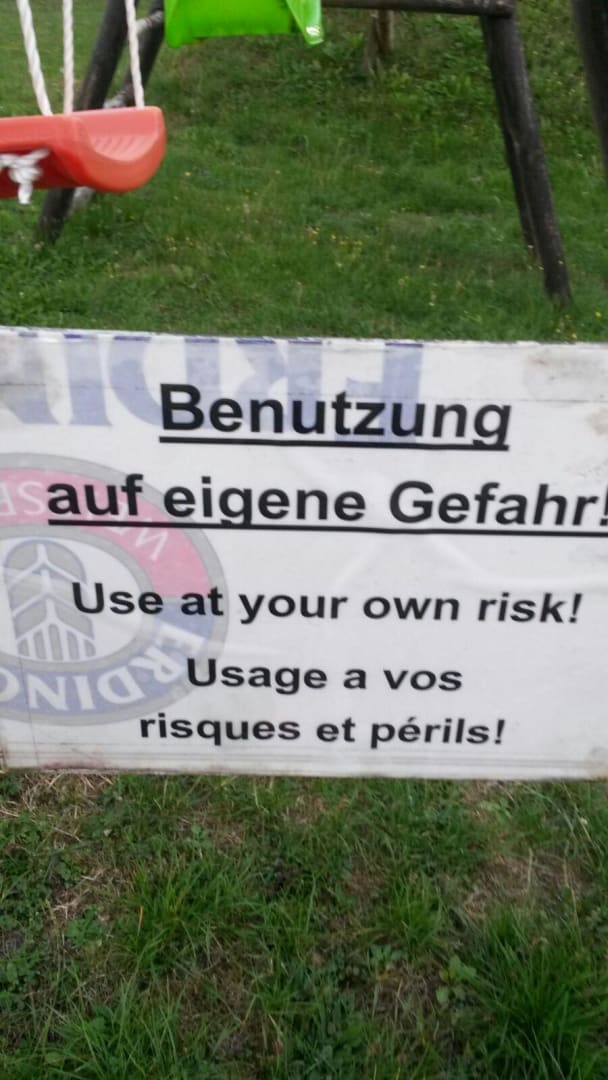 Benutzung
auf eigene Gefahr!
Use at your own risk!
Usage a vos
risques et périls!